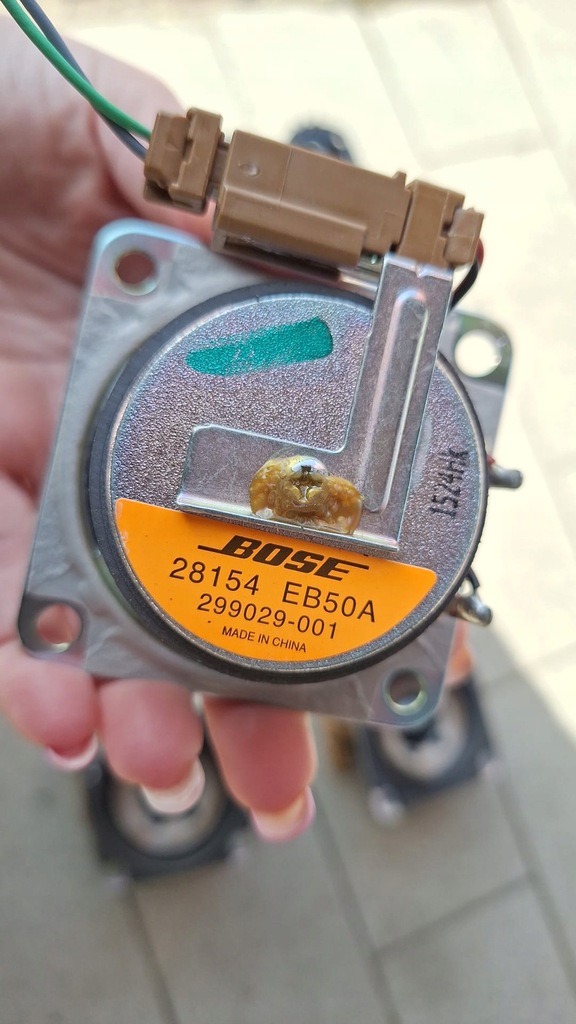 BOSE
28154 EB50A
299029-001
MADE IN CHINA
1524HK